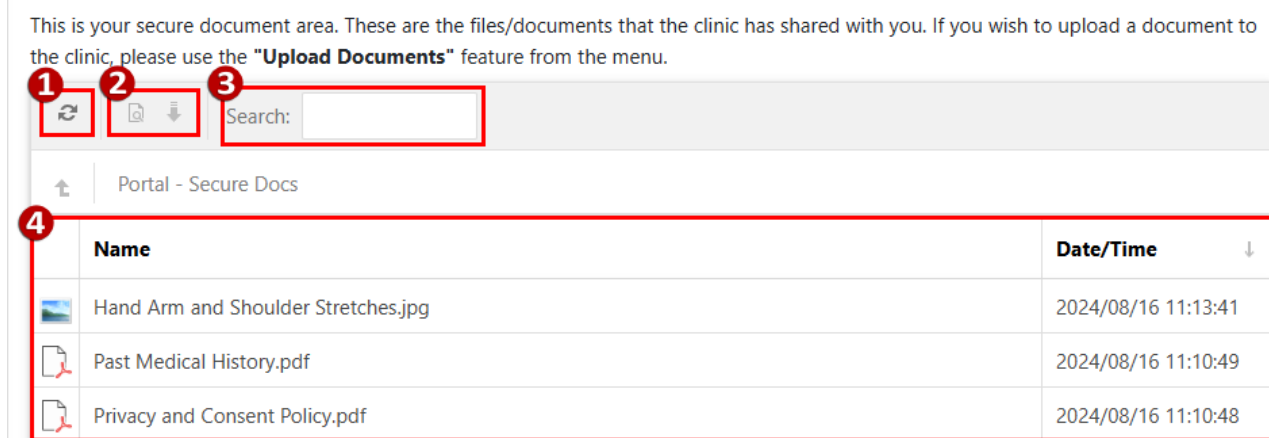 This is your secure document area. These are the files/documents that the clinic has shared with you. If you wish to upload a document to
the clinic, please use the "Upload Documents" feature from the menu.
1 2 3
Search:
Portal - Secure Docs
4
Name Date/Time
Hand Arm and Shoulder Stretches.jpg 2024/08/16 11:13:41
Past Medical History.pdf 2024/08/16 11:10:49
Privacy and Consent Policy.pdf 2024/08/16 11:10:48